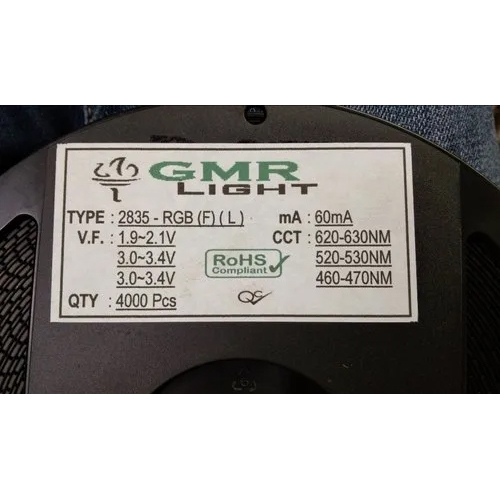 GMR
LIGHT
TYPE : 2835 - RGB (F) ( L ) mA : 60mA
V.F. : 1.9~2.1V CCT : 620-630NM
3.0~3.4V 520-530NM
3.0~3.4V 460-470NM
RoHS
Compliant
QTY : 4000 Pcs
QC